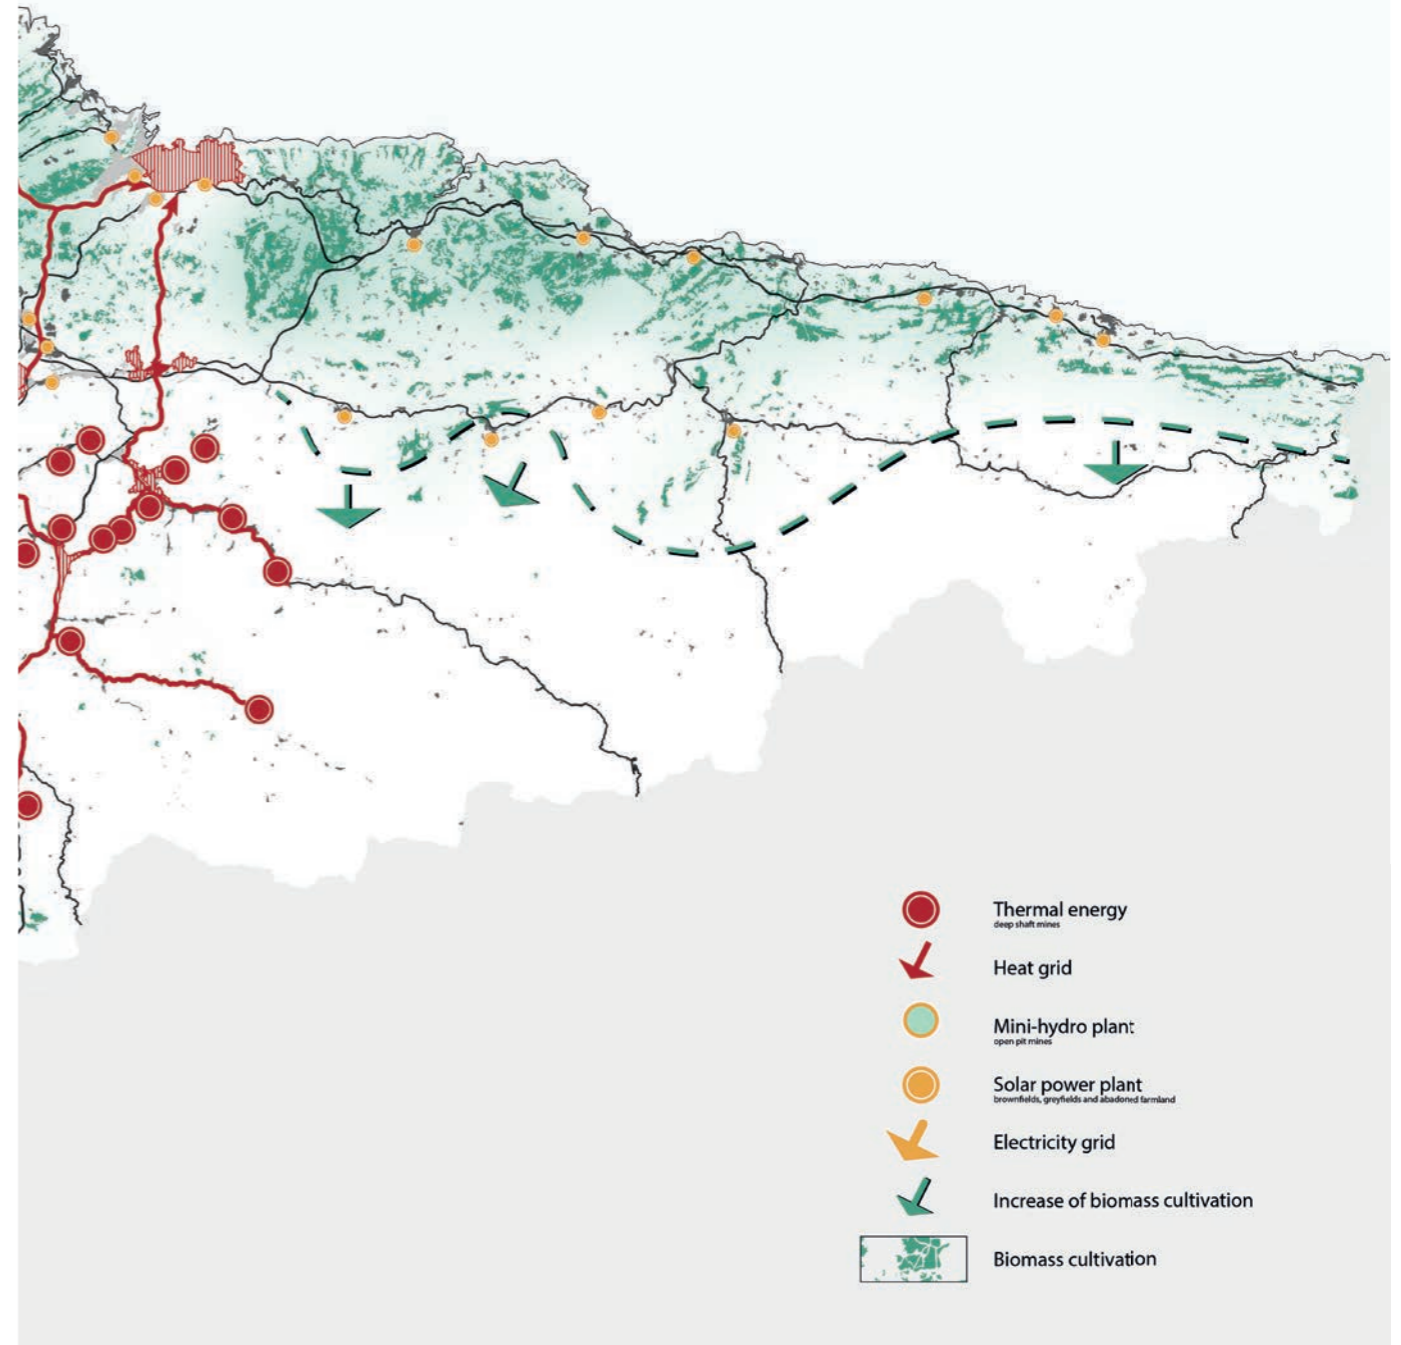 Thermal energy
deep shaft mines
Heat grid
Mini-hydro plant
open pit mines
Solar power plant
brownfields, greyfields and abadoned farmland
Electricity grid
Increase of biomass cultivation
Biomass cultivation